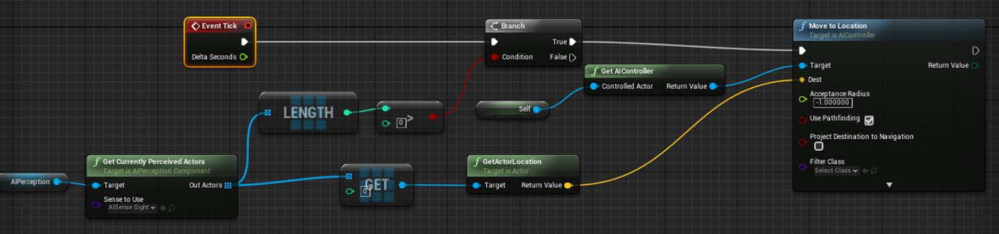 Event Tick
Delta Seconds
Branch
True
Condition
False
Move to Location
Target is AIController
Target
Return Value
Dest
Acceptance Radius
-1.000000
Use Pathfinding
Project Destination to Navigation
Filter Class
Select Class
Get AIController
Controlled Actor
Return Value
Self
LENGTH
0
>
AIPerception
Get Currently Perceived Actors
Target is AIPerception Component
Target
Out Actors
Sense to Use
AISense Sight
GET
0
GetActorLocation
Target is Actor
Target
Return Value